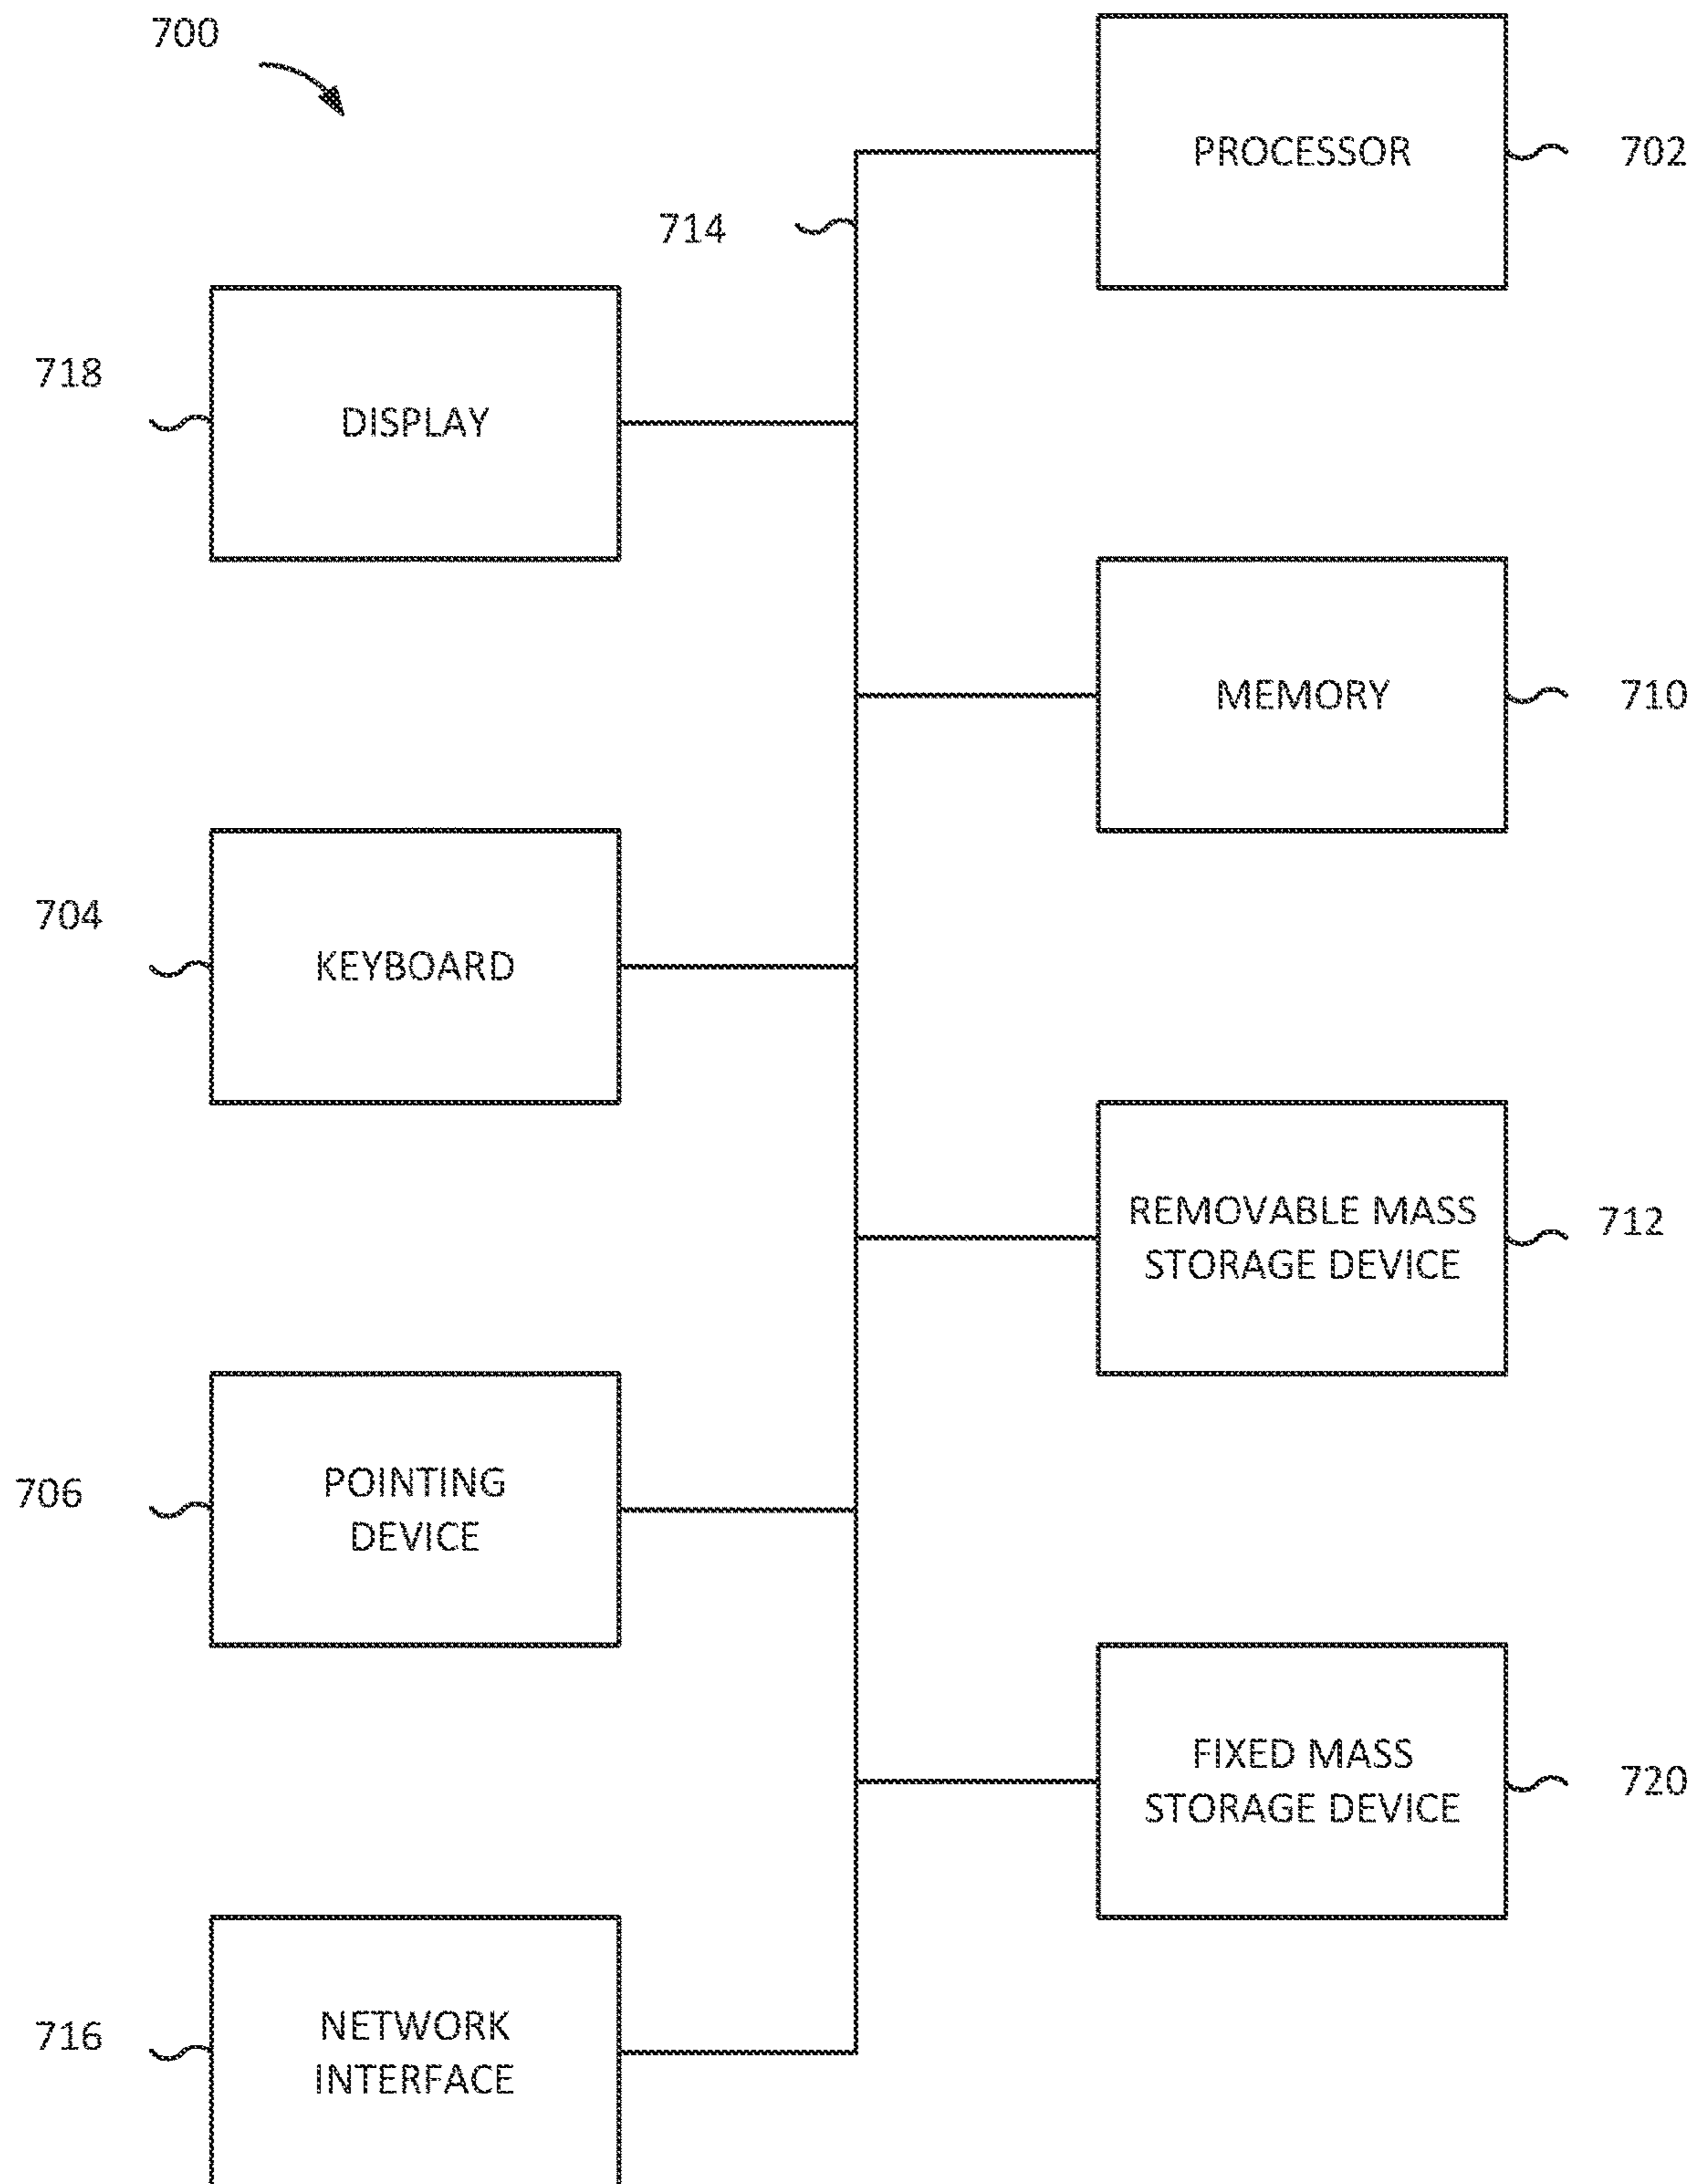 700
PROCESSOR
702
714
718
DISPLAY
MEMORY
710
704
KEYBOARD
REMOVABLE MASS
STORAGE DEVICE
712
706
POINTING
DEVICE
FIXED MASS
STORAGE DEVICE
720
716
NETWORK
INTERFACE